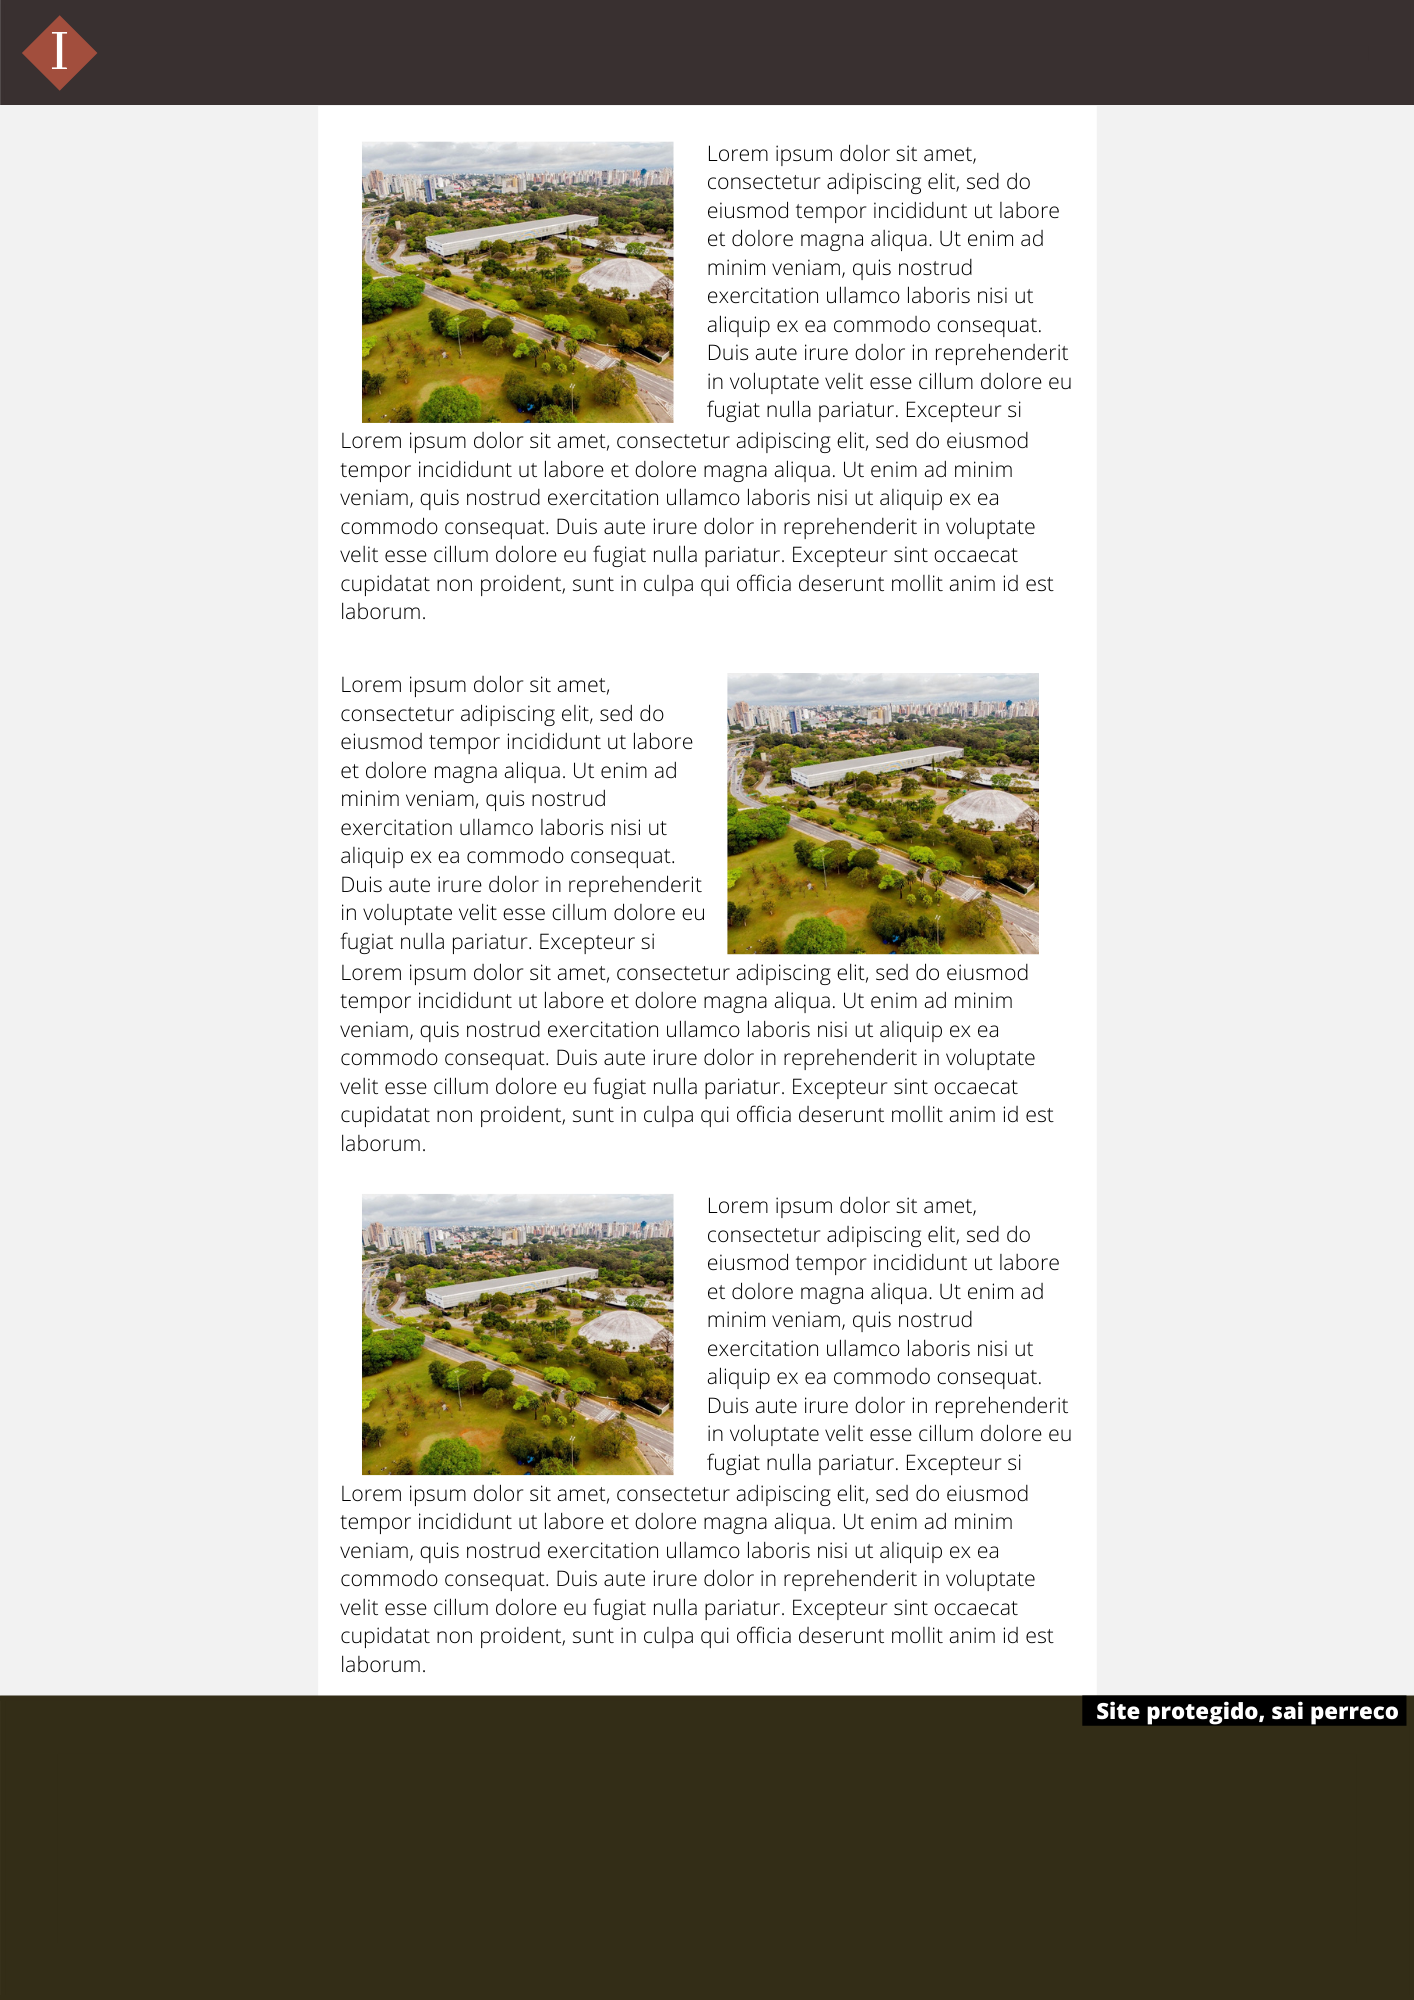 I
Lorem ipsum dolor sit amet,
consectetur adipiscing elit, sed do
eiusmod tempor incididunt ut labore
et dolore magna aliqua. Ut enim ad
minim veniam, quis nostrud
exercitation ullamco laboris nisi ut
aliquip ex ea commodo consequat.
Duis aute irure dolor in reprehenderit
in voluptate velit esse cillum dolore eu
fugiat nulla pariatur. Excepteur si
Lorem ipsum dolor sit amet, consectetur adipiscing elit, sed do eiusmod
tempor incididunt ut labore et dolore magna aliqua. Ut enim ad minim
veniam, quis nostrud exercitation ullamco laboris nisi ut aliquip ex ea
commodo consequat. Duis aute irure dolor in reprehenderit in voluptate
velit esse cillum dolore eu fugiat nulla pariatur. Excepteur sint occaecat
cupidatat non proident, sunt in culpa qui officia deserunt mollit anim id est
laborum.
Lorem ipsum dolor sit amet,
consectetur adipiscing elit, sed do
eiusmod tempor incididunt ut labore
et dolore magna aliqua. Ut enim ad
minim veniam, quis nostrud
exercitation ullamco laboris nisi ut
aliquip ex ea commodo consequat.
Duis aute irure dolor in reprehenderit
in voluptate velit esse cillum dolore eu
fugiat nulla pariatur. Excepteur si
Lorem ipsum dolor sit amet, consectetur adipiscing elit, sed do eiusmod
tempor incididunt ut labore et dolore magna aliqua. Ut enim ad minim
veniam, quis nostrud exercitation ullamco laboris nisi ut aliquip ex ea
commodo consequat. Duis aute irure dolor in reprehenderit in voluptate
velit esse cillum dolore eu fugiat nulla pariatur. Excepteur sint occaecat
cupidatat non proident, sunt in culpa qui officia deserunt mollit anim id est
laborum.
Lorem ipsum dolor sit amet,
consectetur adipiscing elit, sed do
eiusmod tempor incididunt ut labore
et dolore magna aliqua. Ut enim ad
minim veniam, quis nostrud
exercitation ullamco laboris nisi ut
aliquip ex ea commodo consequat.
Duis aute irure dolor in reprehenderit
in voluptate velit esse cillum dolore eu
fugiat nulla pariatur. Excepteur si
Lorem ipsum dolor sit amet, consectetur adipiscing elit, sed do eiusmod
tempor incididunt ut labore et dolore magna aliqua. Ut enim ad minim
veniam, quis nostrud exercitation ullamco laboris nisi ut aliquip ex ea
commodo consequat. Duis aute irure dolor in reprehenderit in voluptate
velit esse cillum dolore eu fugiat nulla pariatur. Excepteur sint occaecat
cupidatat non proident, sunt in culpa qui officia deserunt mollit anim id est
laborum.
Site protegido, sai perreco